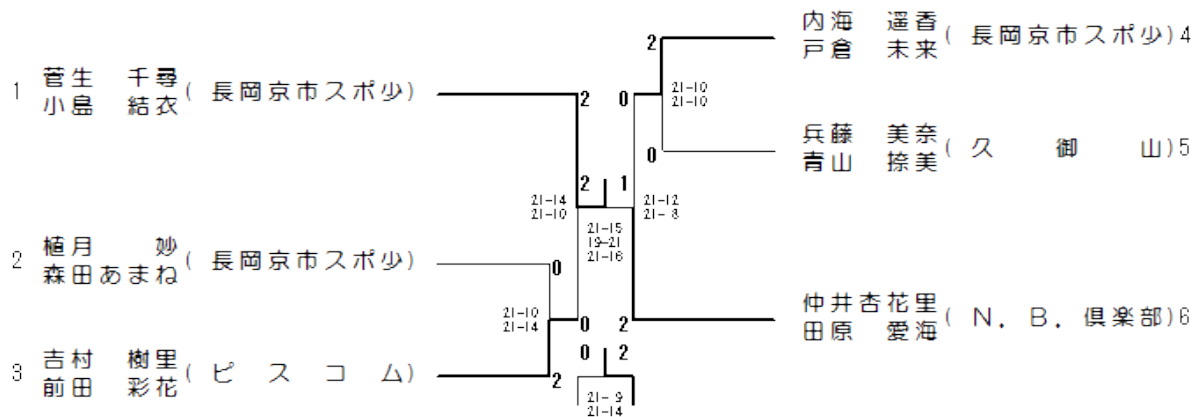 1 菅生 千尋
小島 結衣 ( 長岡京市スポ少)
2 植月 妙
森田あまね ( 長岡京市スポ少)
3 吉村 樹里
前田 彩花 ( ピスコム)
内海 遥香
戸倉 未来 ( 長岡京市スポ少) 4
兵藤 美奈
青山 捺美 ( 久御山) 5
仲井杏花里
田原 愛海 ( N．B．倶楽部) 6
2
0
21-10
21-10
0
2
2 1
21-14
21-10
21-12
21-8
21-15
19-21
21-16
0
21-10
21-14
0 2
0 2
2
21-9
21-14